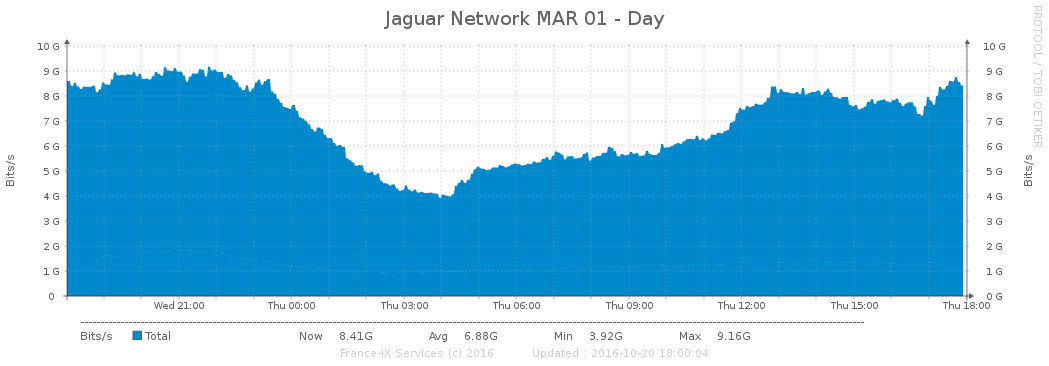 Jaguar Network MAR 01 - Day
RRDTOOL / TOBI OETIKER
Bits/s
Bits/s
10 G 10 G
9 G 9 G
8 G 8 G
7 G 7 G
6 G 6 G
5 G 5 G
4 G 4 G
3 G 3 G
2 G 2 G
1 G 1 G
0 0 G
Wed 21:00 Thu 00:00 Thu 03:00 Thu 06:00 Thu 09:00 Thu 12:00 Thu 15:00 Thu 18:00
Bits/s Total Now 8.41G Avg 6.88G Min 3.92G Max 9.16G
France-IX Services (c) 2016 Updated : 2016-10-20 18:00:04